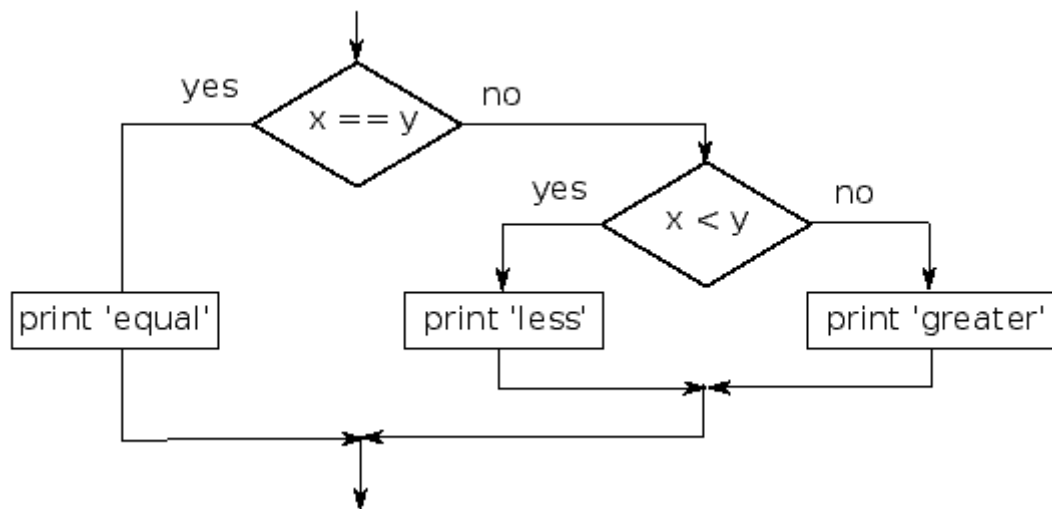 yes
no
x == y
yes
no
x < y
print 'equal'
print 'less'
print 'greater'